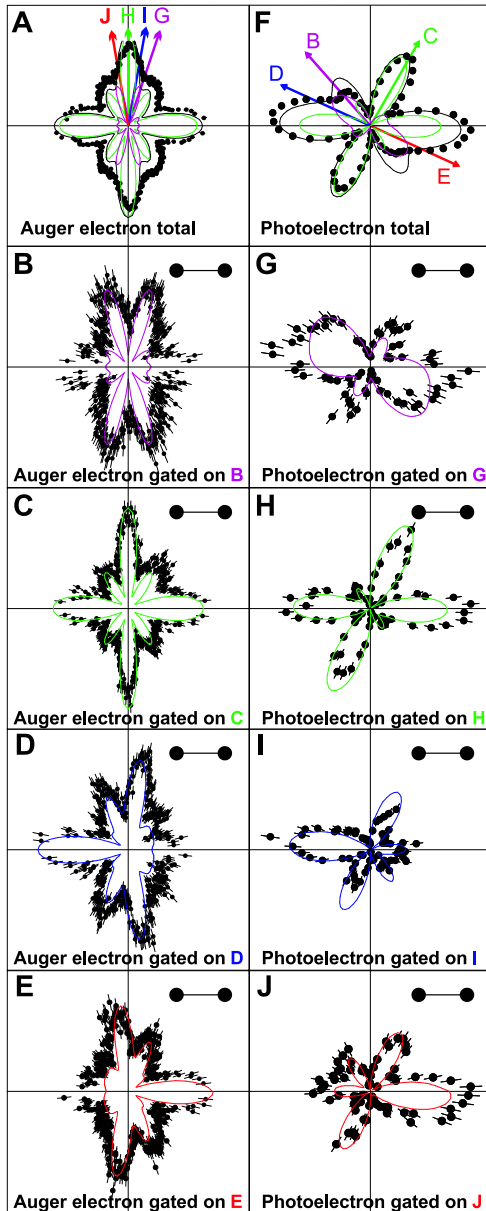 A
J H I G
Auger electron total
F
B
C
D
E
Photoelectron total
B
Auger electron gated on B
G
Photoelectron gated on G
C
Auger electron gated on C
H
Photoelectron gated on H
D
Auger electron gated on D
I
Photoelectron gated on I
E
Auger electron gated on E
J
Photoelectron gated on J